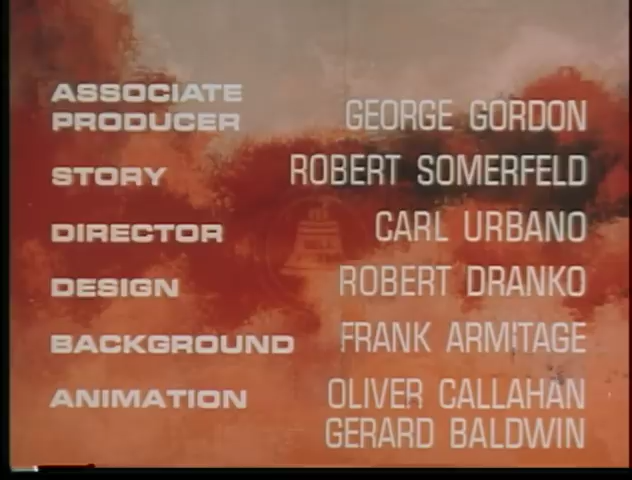 ASSOCIATE
PRODUCER GEORGE GORDON
STORY ROBERT SOMERFELD
DIRECTOR CARL URBANO
DESIGN ROBERT DRANKO
BACKGROUND FRANK ARMITAGE
ANIMATION OLIVER CALLAHAN
GERARD BALDWIN